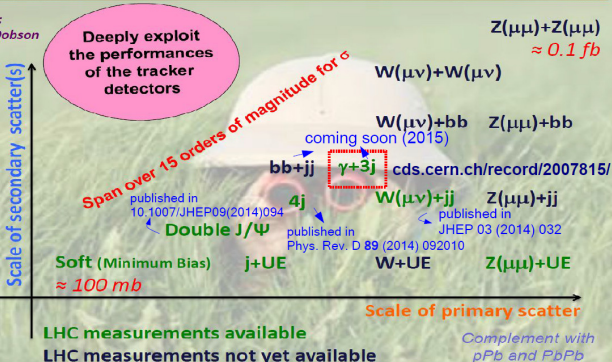 Dobson
Deeply exploit
the performances
of the tracker
detectors
Z(μμ)+Z(μμ)
≈ 0.1 fb
W(μν)+W(μν)
Span over 15 orders of magnitude for σ
Scale of secondary scatter(s)
W(μν)+bb Z(μμ)+bb
coming soon (2015)
bb+jj γ+3j cds.cern.ch/record/2007815/
4j W(μν)+jj Z(μμ)+jj
published in
10.1007/JHEP09(2014)094
Double J/Ψ
published in
Phys. Rev. D 89 (2014) 092010
published in
JHEP 03 (2014) 032
Soft (Minimum Bias) j+UE W+UE Z(μμ)+UE
≈ 100 mb
Scale of primary scatter
LHC measurements available
LHC measurements not yet available
Complement with
pPb and PbPb